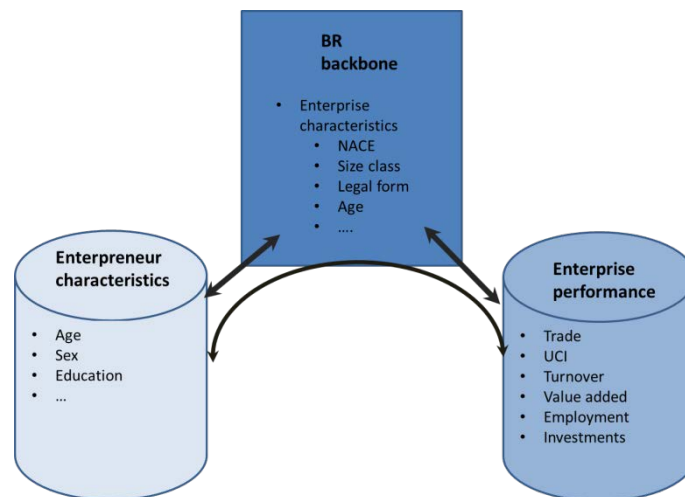 BR
backbone
• Enterprise
characteristics
• NACE
• Size class
• Legal form
• Age
• ....
Enterpreneur
characteristics
• Age
• Sex
• Education
• ...
Enterprise
performance
• Trade
• UCI
• Turnover
• Value added
• Employment
• Investments